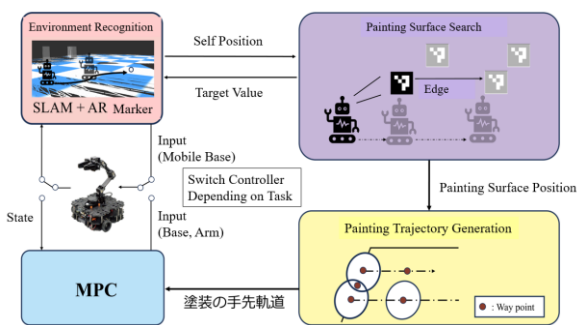 Environment Recognition
SLAM + AR Marker
Self Position
Target Value
Painting Surface Search
Edge
Input
(Mobile Base)
Switch Controller
Depending on Task
State
Input
(Base, Arm)
Painting Surface Position
MPC
塗装の手先軌道
Painting Trajectory Generation
: Way point